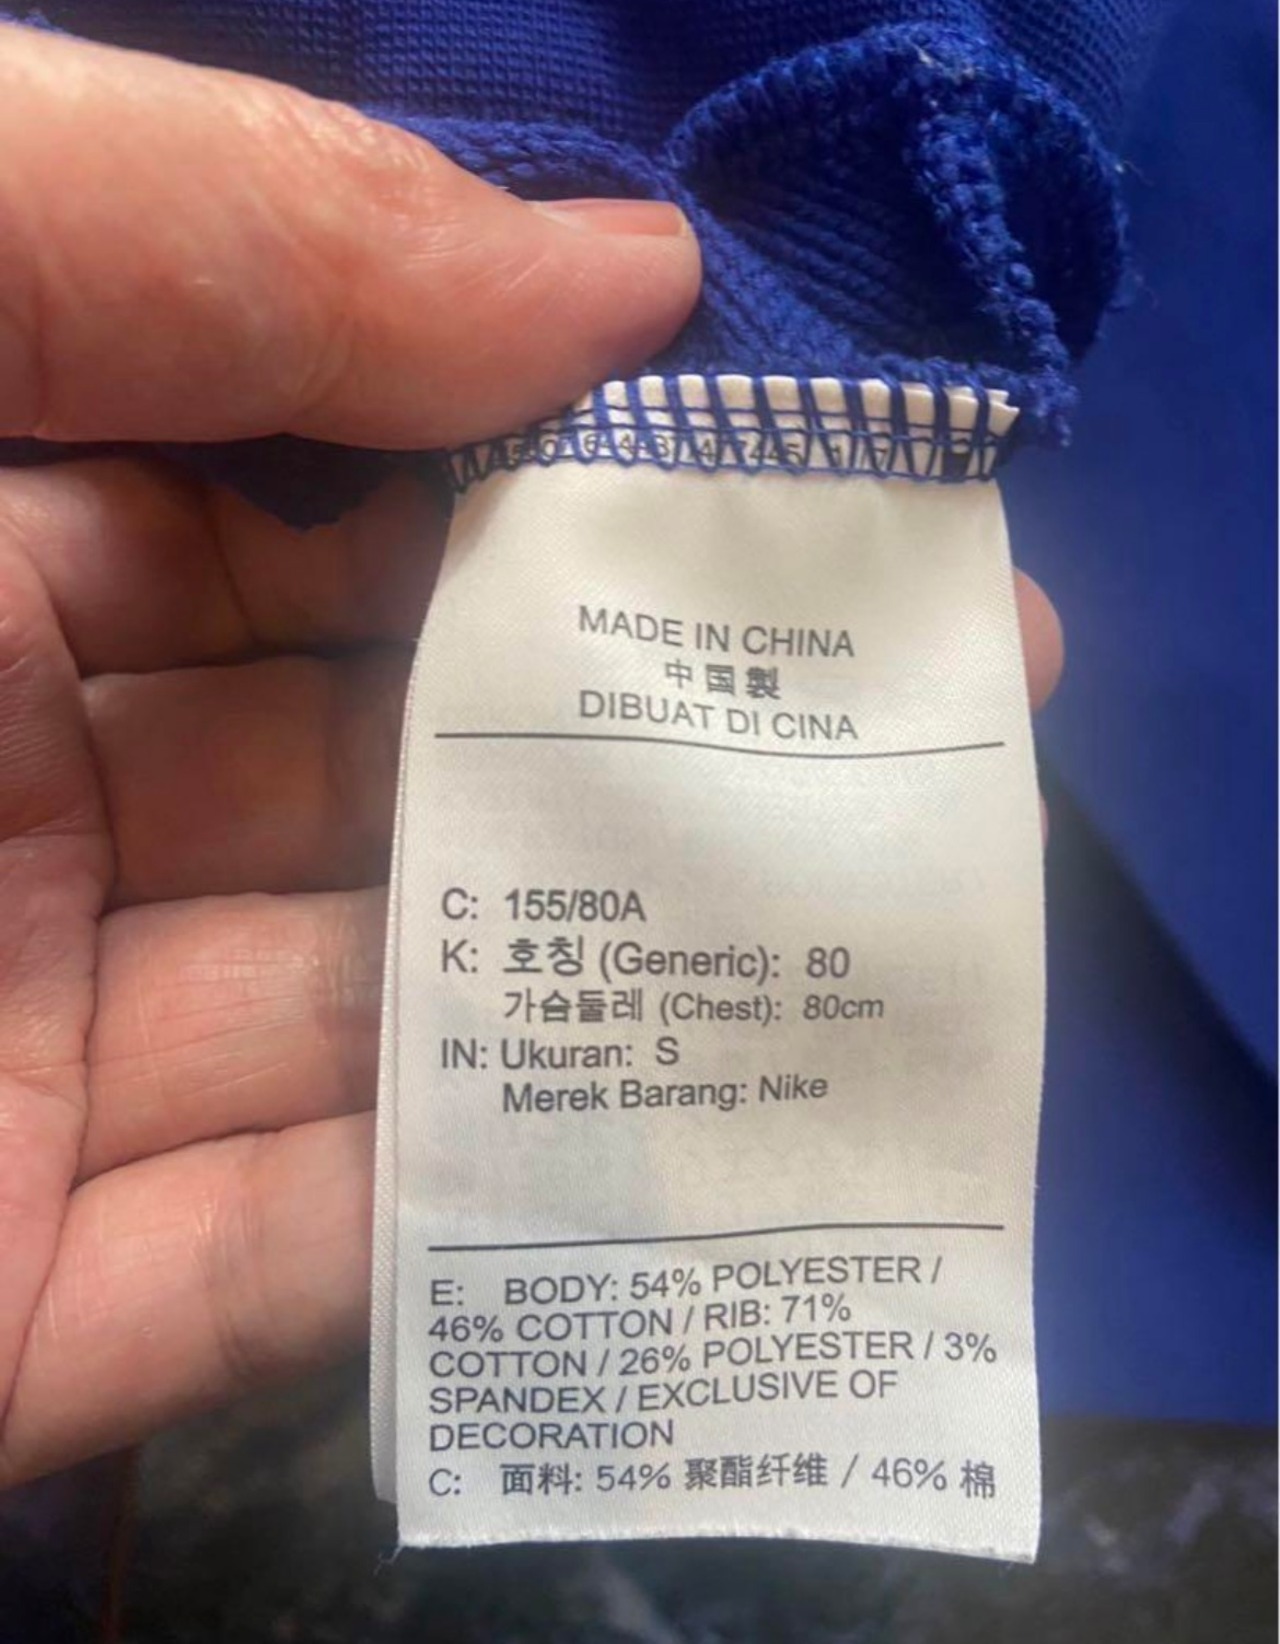 MADE IN CHINA
中国製
DIBUAT DI CINA
C: 155/80A
K: 호칭 (Generic): 80
가슴둘레 (Chest): 80cm
IN: Ukuran: S
Merek Barang: Nike
E: BODY: 54% POLYESTER /
46% COTTON / RIB: 71%
COTTON / 26% POLYESTER / 3%
SPANDEX / EXCLUSIVE OF
DECORATION
C: 面料: 54% 聚酯纤维 / 46% 棉